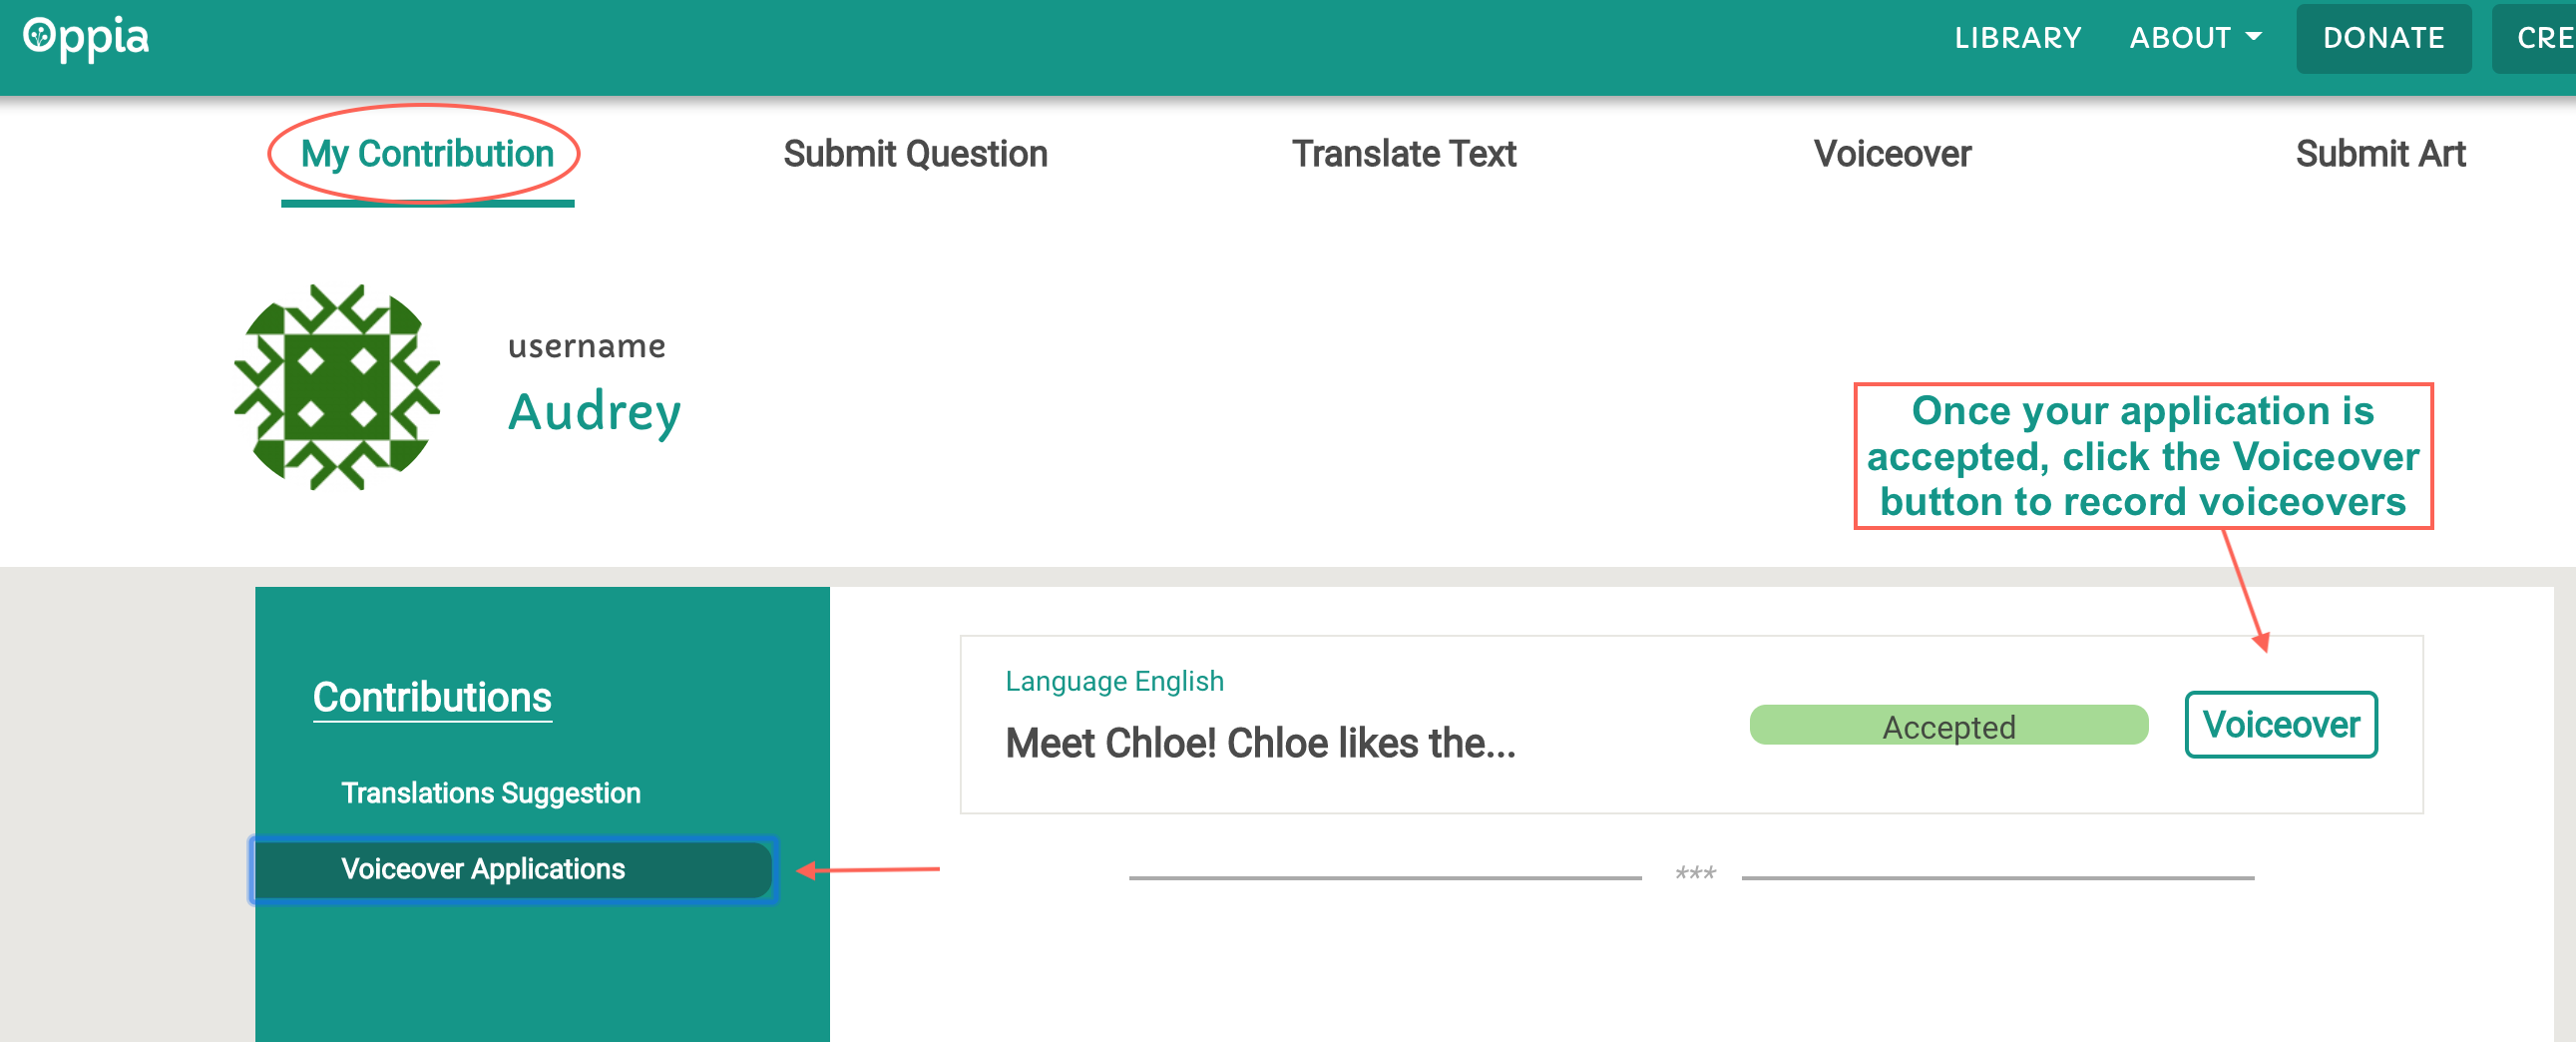 Oppia
LIBRARY
ABOUT
DONATE
CRE
My Contribution
Submit Question
Translate Text
Voiceover
Submit Art
username
Audrey
Once your application is
accepted, click the Voiceover
button to record voiceovers
Contributions
Translations Suggestion
Voiceover Applications
Language English
Meet Chloe! Chloe likes the...
Accepted
Voiceover
***